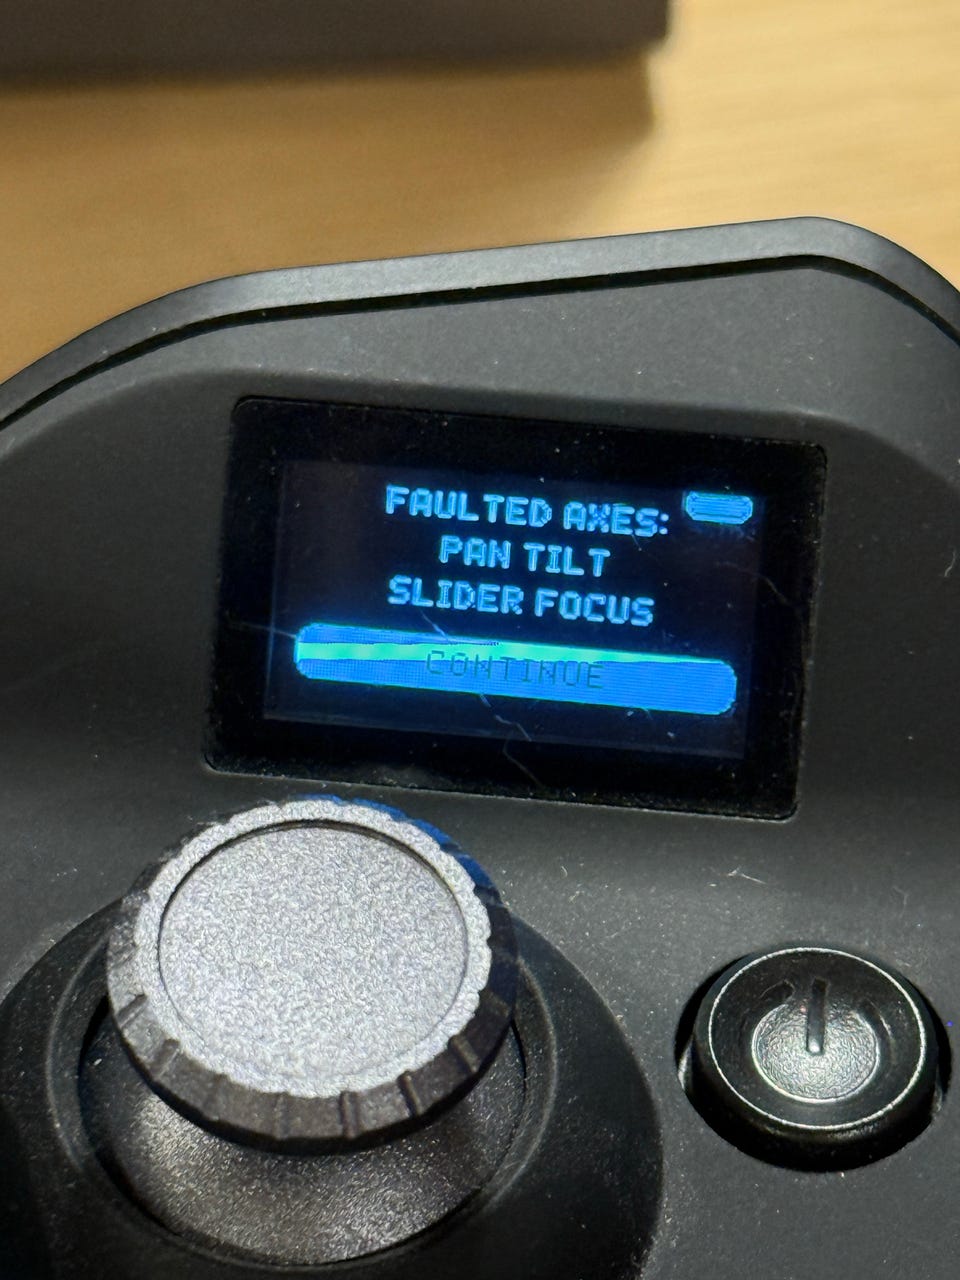 FAULTED AXES:
PAN TILT
SLIDER FOCUS
CONTINUE